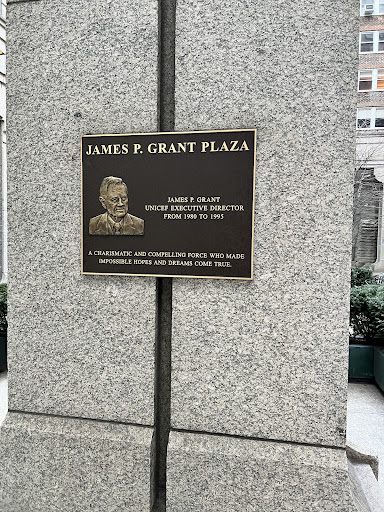 JAMES P. GRANT PLAZA
JAMES P. GRANT
UNICEF EXECUTIVE DIRECTOR
FROM 1980 TO 1995
A CHARISMATIC AND COMPELLING FORCE WHO MADE
IMPOSSIBLE HOPES AND DREAMS COME TRUE.